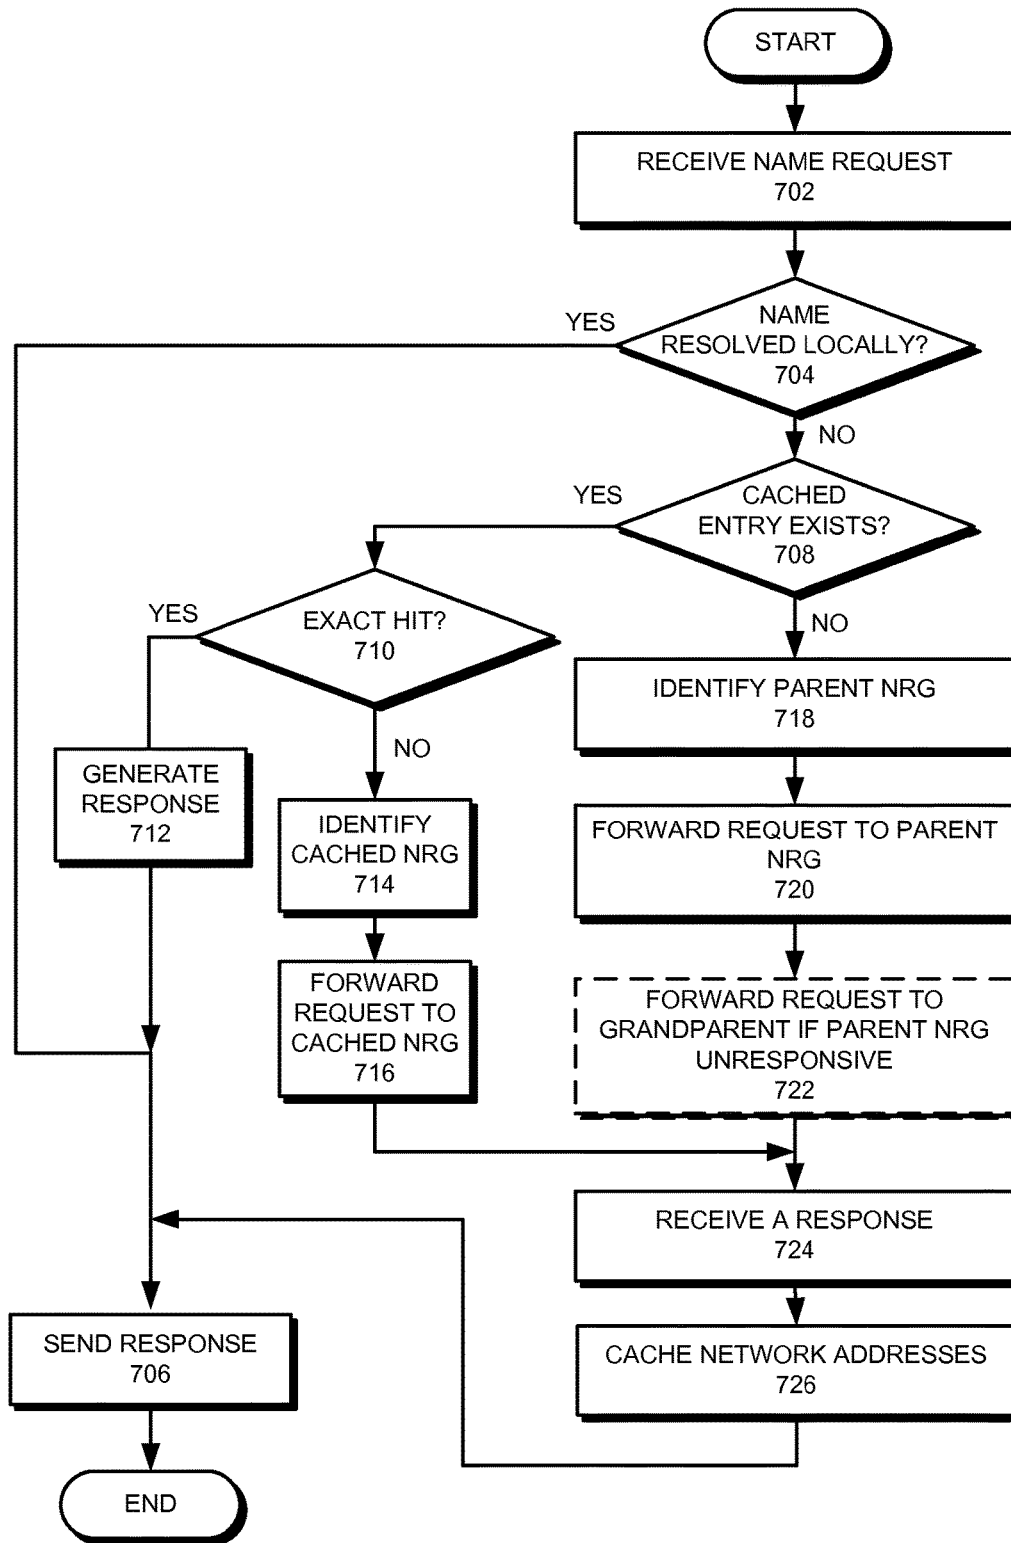 START
RECEIVE NAME REQUEST
702
NAME
RESOLVED LOCALLY?
704
YES
NO
CACHED
ENTRY EXISTS?
708
YES
NO
EXACT HIT?
710
YES
NO
IDENTIFY PARENT NRG
718
GENERATE
RESPONSE
712
IDENTIFY
CACHED NRG
714
FORWARD REQUEST TO PARENT
NRG
720
FORWARD
REQUEST TO
CACHED NRG
716
FORWARD REQUEST TO
GRANDPARENT IF PARENT NRG
UNRESPONSIVE
722
RECEIVE A RESPONSE
724
CACHE NETWORK ADDRESSES
726
SEND RESPONSE
706
END